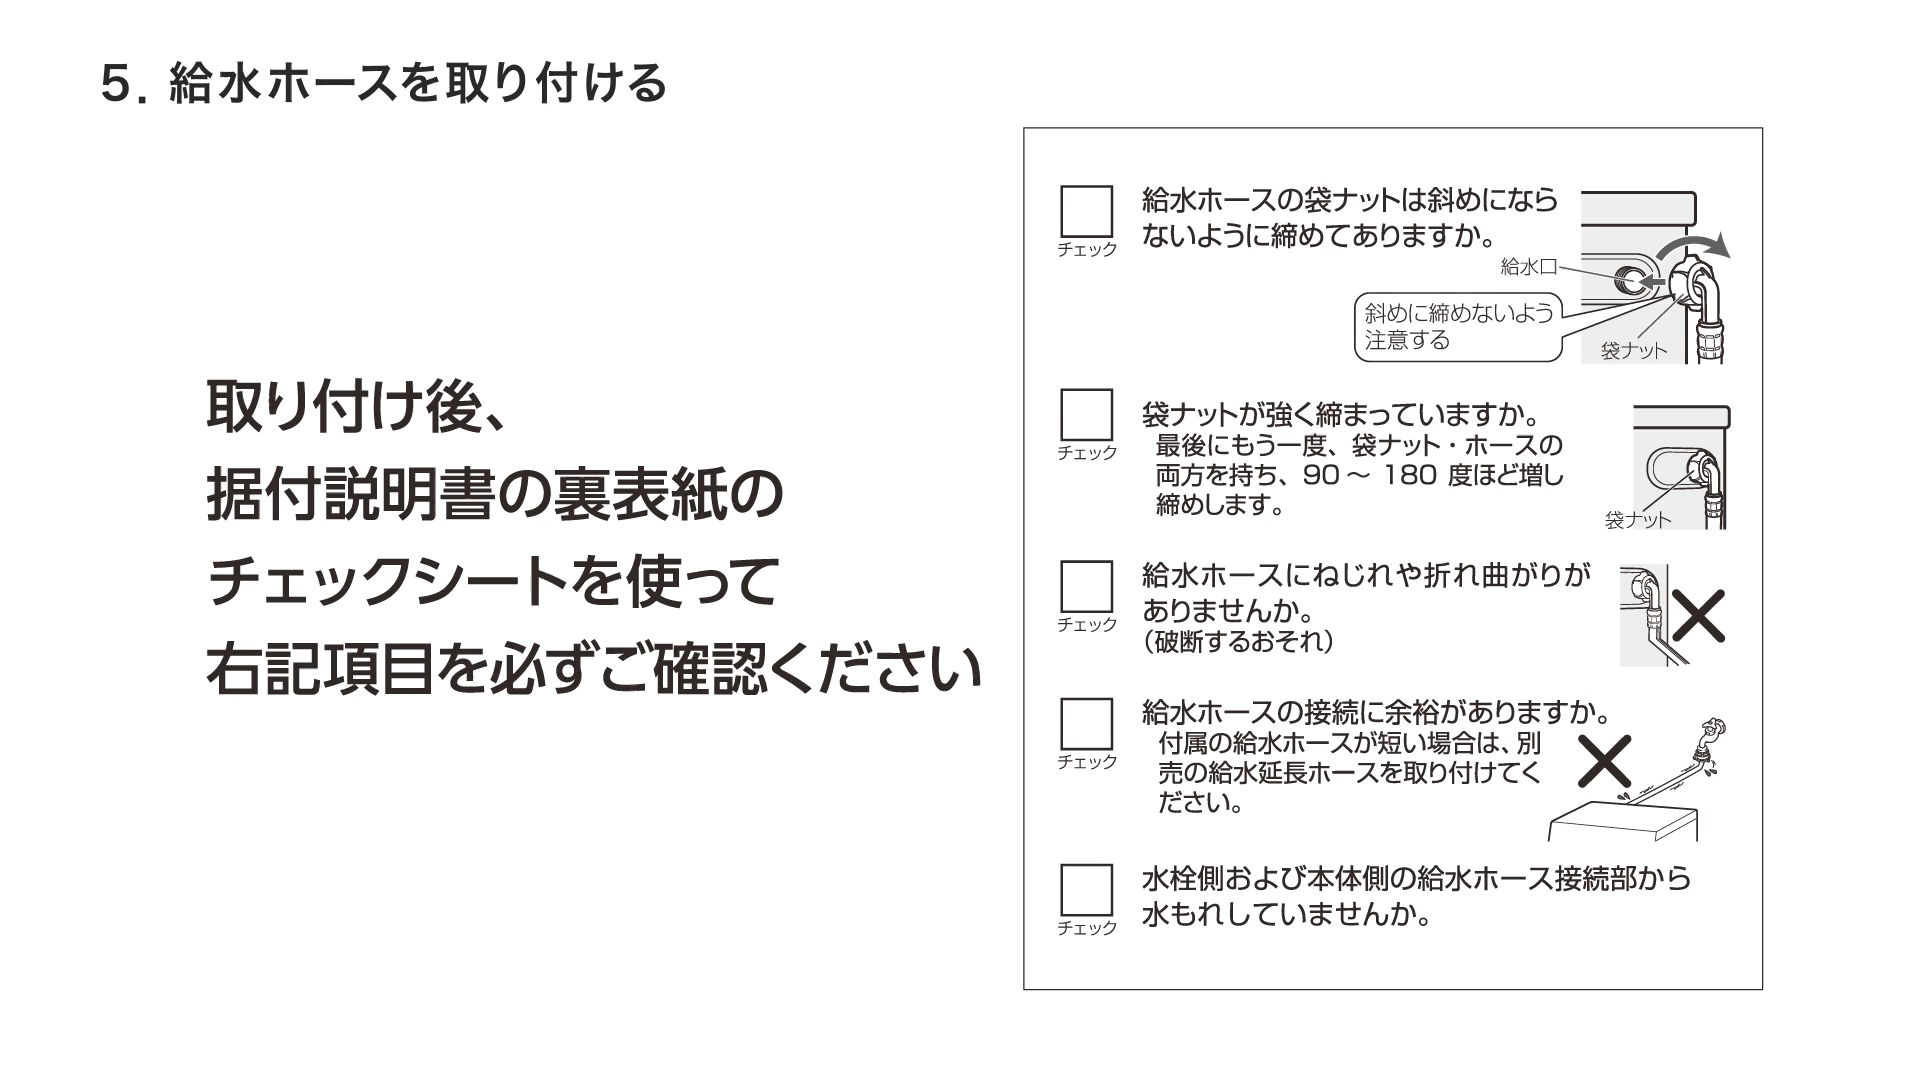 5. 給水ホースを取り付ける
取り付け後、
据付説明書の裏表紙の
チェックシートを使って
右記項目を必ずご確認ください
チェック
給水ホースの袋ナットは斜めになら
ないように締めてありますか。
給水口
斜めに締めないよう
注意する
袋ナット
チェック
袋ナットが強く締まっていますか。
最後にもう一度、袋ナット・ホースの
両方を持ち、90～180 度ほど増し
締めします。
袋ナット
チェック
給水ホースにねじれや折れ曲がりが
ありませんか。
（破断するおそれ）
チェック
給水ホースの接続に余裕がありますか。
付属の給水ホースが短い場合は、別
売の給水延長ホースを取り付けてく
ださい。
チェック
水栓側および本体側の給水ホース接続部から
水もれしていませんか。